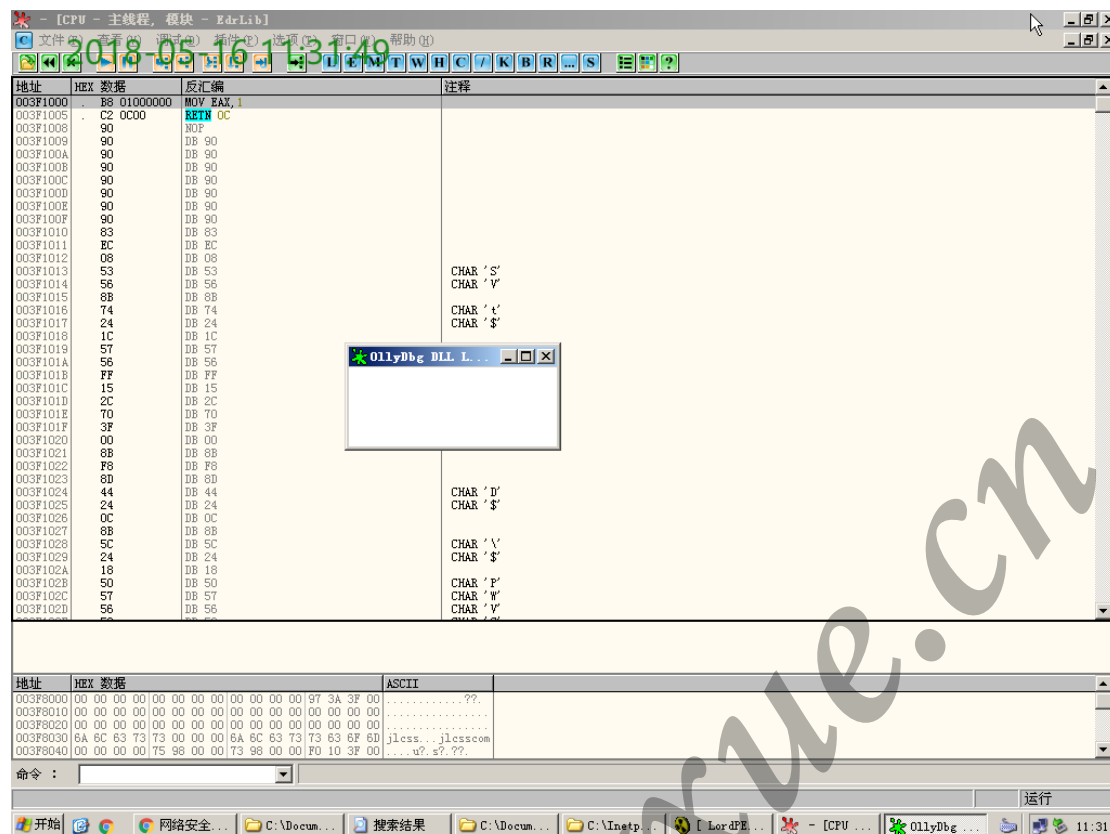 - [CPU - 主线程, 模块 - EdrLib]
2018-05-16 11:31:49
C 文件 查看 调试(D) 插件(P) 选项(T) 窗口(W) 帮助(H)
L E M T W H C / K B R ... S ?
地址 HEX 数据 反汇编 注释
003F1000 . B8 01000000 MOV EAX,1
003F1005 . C2 0C00 RETN 0C
003F1008 90 NOP
003F1009 90 DB 90
003F100A 90 DB 90
003F100B 90 DB 90
003F100C 90 DB 90
003F100D 90 DB 90
003F100E 90 DB 90
003F100F 90 DB 90
003F1010 83 DB 83
003F1011 EC DB EC
003F1012 08 DB 08
003F1013 53 DB 53 CHAR 'S'
003F1014 56 DB 56 CHAR 'V'
003F1015 8B DB 8B
003F1016 74 DB 74 CHAR 't'
003F1017 24 DB 24 CHAR '$'
003F1018 1C DB 1C
003F1019 57 DB 57
003F101A 56 DB 56
003F101B FF DB FF
003F101C 15 DB 15
003F101D 2C DB 2C
003F101E 70 DB 70
003F101F 3F DB 3F
003F1020 00 DB 00
003F1021 8B DB 8B
003F1022 F8 DB F8
003F1023 8D DB 8D
003F1024 44 DB 44 CHAR 'D'
003F1025 24 DB 24 CHAR '$'
003F1026 0C DB 0C
003F1027 8B DB 8B
003F1028 5C DB 5C CHAR '\'
003F1029 24 DB 24 CHAR '$'
003F102A 18 DB 18
003F102B 50 DB 50 CHAR 'P'
003F102C 57 DB 57 CHAR 'W'
003F102D 56 DB 56 CHAR 'V'
OllyDbg DLL L...
地址 HEX 数据 ASCII
003F8000 00 00 00 00 00 00 00 00 00 00 00 00 97 3A 3F 00 .............??.
003F8010 00 00 00 00 00 00 00 00 00 00 00 00 00 00 00 00 ................
003F8020 00 00 00 00 00 00 00 00 00 00 00 00 00 00 00 00 ................
003F8030 6A 6C 63 73 73 00 00 00 6A 6C 63 73 73 63 6F 6D jlcss...jlcsscom
003F8040 00 00 00 00 75 98 00 00 73 98 00 00 F0 10 3F 00 ....u?.s?.??.
命令 :
运行
开始 网络安全... C:\Docum... 搜索结果 C:\Docum... C:\Inetp... [ LordPE... - [CPU ... OllyDbg ... 11:31
rue.cn